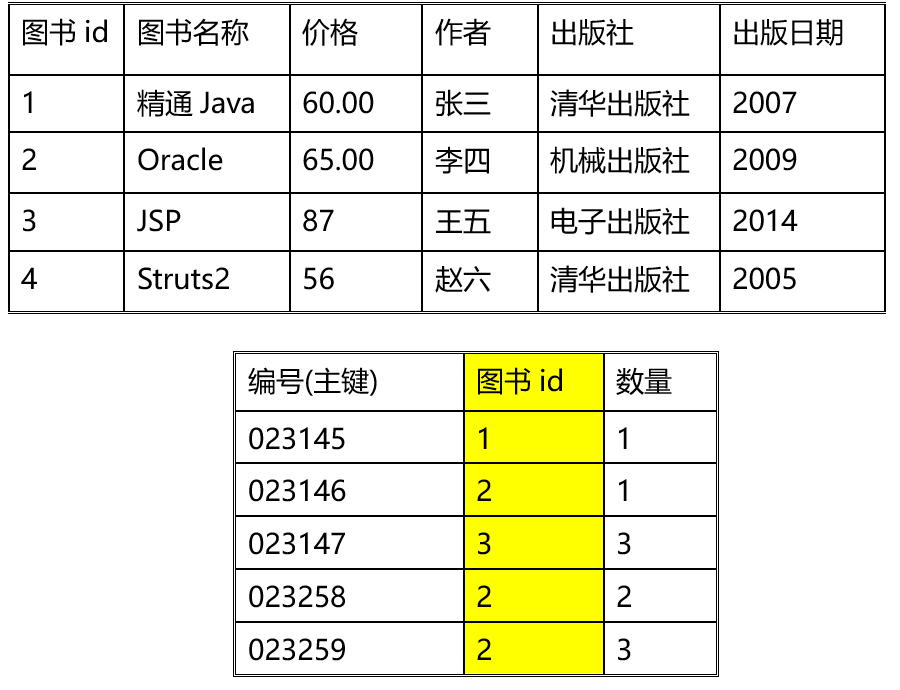 图书 id 图书名称 价格 作者 出版社 出版日期
1 精通 Java 60.00 张三 清华出版社 2007
2 Oracle 65.00 李四 机械出版社 2009
3 JSP 87 王五 电子出版社 2014
4 Struts2 56 赵六 清华出版社 2005
编号(主键) 图书 id 数量
023145 1 1
023146 2 1
023147 3 3
023258 2 2
023259 2 3